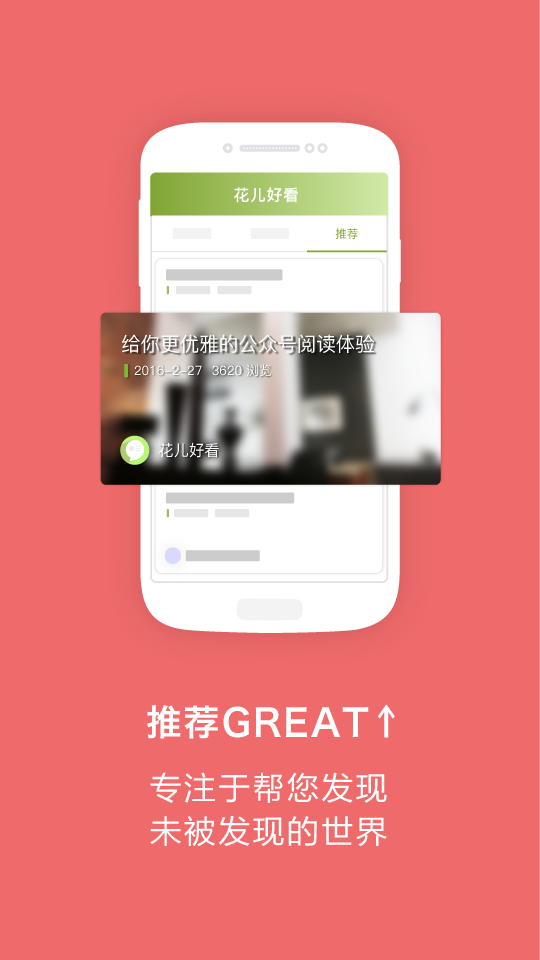 花儿好看
推荐
给你更优雅的公众号阅读体验
2016-2-27 3620 浏览
花儿好看
推荐GREAT↑
专注于帮您发现
未被发现的世界